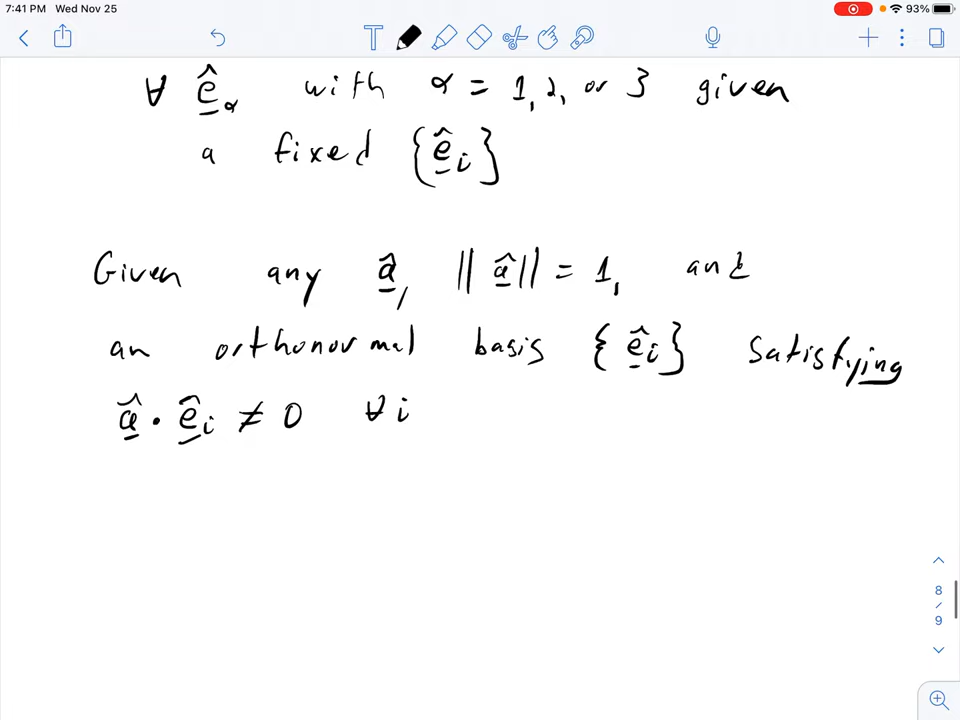 7:41 PM Wed Nov 25
93%
∀ ê_α with α = 1, 2, or 3 given
a fixed {ê_i}
Given any â, ||â|| = 1, and
an orthonormal basis {ê_i} satisfying
â · ê_i ≠ 0 ∀ i
8
/
9